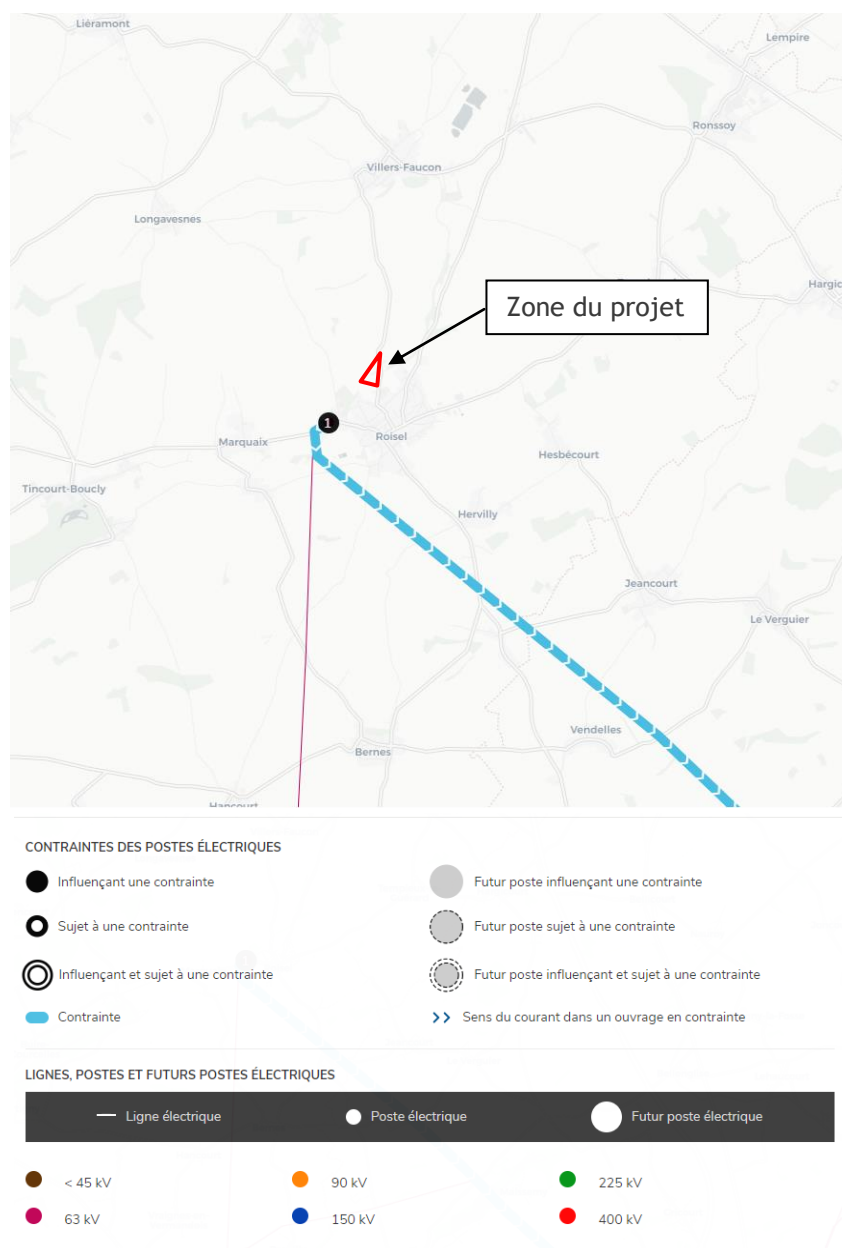 Liéramont
Lempire
Ronssoy
Villers-Faucon
Longavesnes
Hargic
Zone du projet
1
Roisel
Marquaix
Hesbécourt
Tincourt-Boucly
Hervilly
Jeancourt
Le Verguier
Vendelles
Bernes
Hancourt
CONTRAINTES DES POSTES ÉLECTRIQUES
Influençant une contrainte
Futur poste influençant une contrainte
Sujet à une contrainte
Futur poste sujet à une contrainte
Influençant et sujet à une contrainte
Futur poste influençant et sujet à une contrainte
Contrainte
Sens du courant dans un ouvrage en contrainte
LIGNES, POSTES ET FUTURS POSTES ÉLECTRIQUES
Ligne électrique
Poste électrique
Futur poste électrique
< 45 kV
90 kV
225 kV
63 kV
150 kV
400 kV